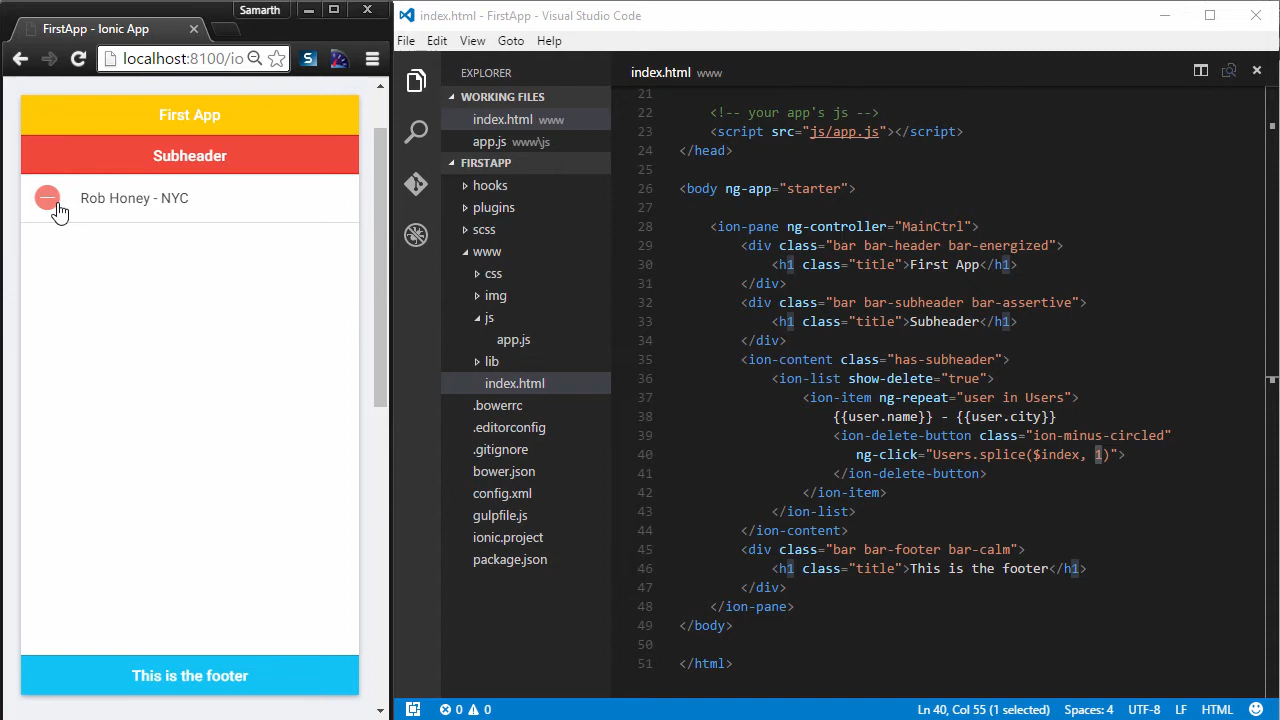 Samarth
FirstApp - Ionic App
localhost:8100/io
First App
Subheader
Rob Honey - NYC
This is the footer
index.html - FirstApp - Visual Studio Code
File Edit View Goto Help
EXPLORER
WORKING FILES
index.html www
app.js www\js
FIRSTAPP
hooks
plugins
scss
www
css
img
js
app.js
lib
index.html
.bowerrc
.editorconfig
.gitignore
bower.json
config.xml
gulpfile.js
ionic.project
package.json
index.html www
21
22 <!-- your app's js -->
23 <script src="js/app.js"></script>
24 </head>
25
26 <body ng-app="starter">
27
28 <ion-pane ng-controller="MainCtrl">
29 <div class="bar bar-header bar-energized">
30 <h1 class="title">First App</h1>
31 </div>
32 <div class="bar bar-subheader bar-assertive">
33 <h1 class="title">Subheader</h1>
34 </div>
35 <ion-content class="has-subheader">
36 <ion-list show-delete="true">
37 <ion-item ng-repeat="user in Users">
38 {{user.name}} - {{user.city}}
39 <ion-delete-button class="ion-minus-circled"
40 ng-click="Users.splice($index, 1)">
41 </ion-delete-button>
42 </ion-item>
43 </ion-list>
44 </ion-content>
45 <div class="bar bar-footer bar-calm">
46 <h1 class="title">This is the footer</h1>
47 </div>
48 </ion-pane>
49 </body>
50
51 </html>
0 0
Ln 40, Col 55 (1 selected) Spaces: 4 UTF-8 LF HTML